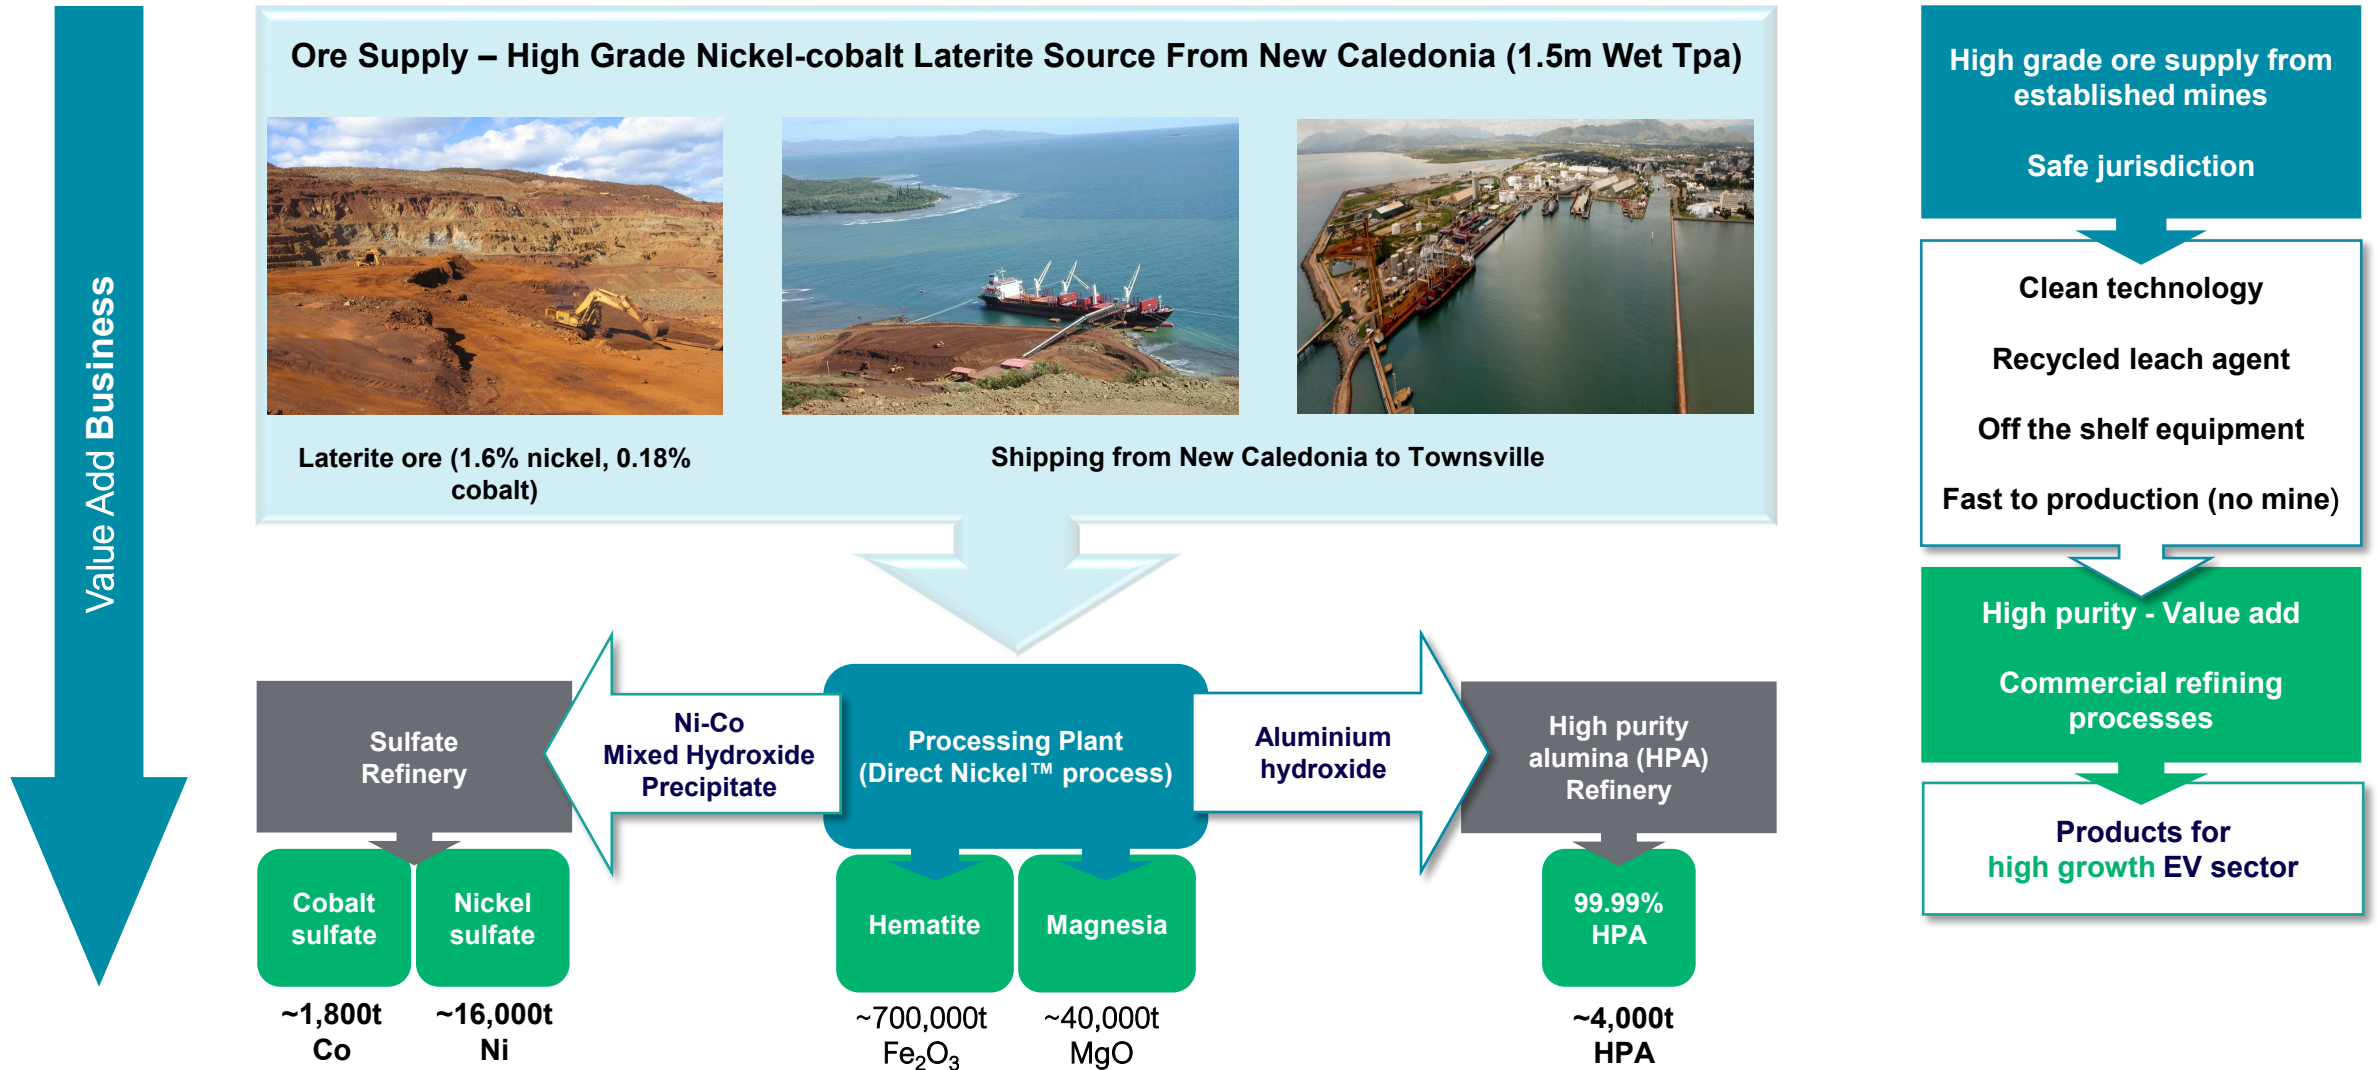 Value Add Business
Ore Supply – High Grade Nickel-cobalt Laterite Source From New Caledonia (1.5m Wet Tpa)
Laterite ore (1.6% nickel, 0.18%
cobalt)
Shipping from New Caledonia to Townsville
Sulfate
Refinery
Ni-Co
Mixed Hydroxide
Precipitate
Processing Plant
(Direct Nickel™ process)
Aluminium
hydroxide
High purity
alumina (HPA)
Refinery
Cobalt
sulfate
Nickel
sulfate
Hematite
Magnesia
99.99%
HPA
~1,800t
Co
~16,000t
Ni
~700,000t
Fe₂O₃
~40,000t
MgO
~4,000t
HPA
High grade ore supply from
established mines
Safe jurisdiction
Clean technology
Recycled leach agent
Off the shelf equipment
Fast to production (no mine)
High purity - Value add
Commercial refining
processes
Products for
high growth EV sector